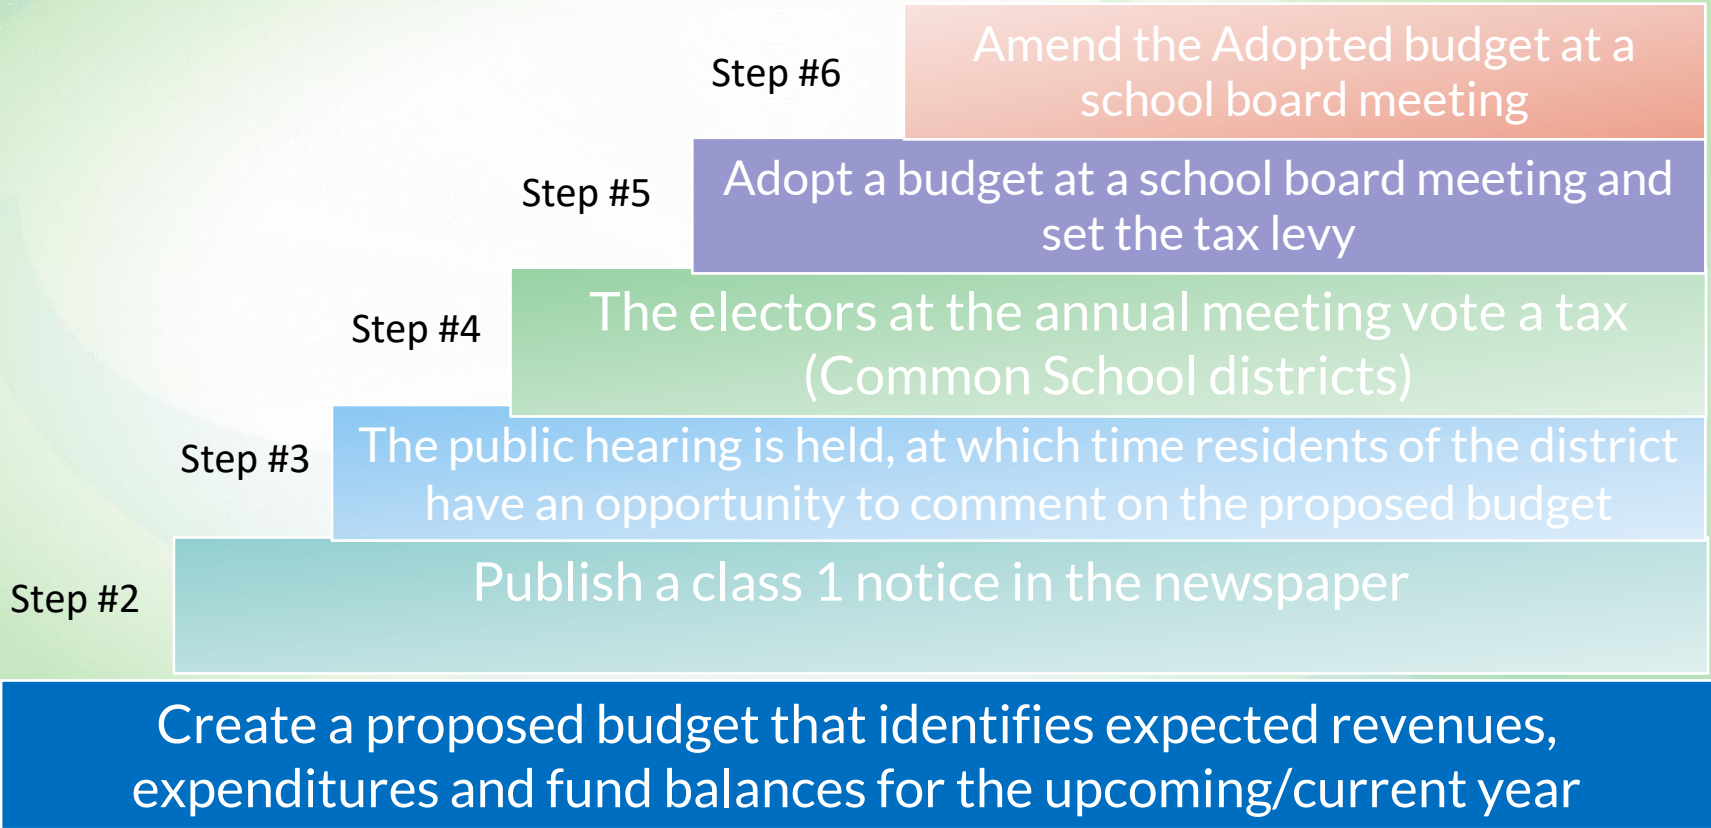 Step #6
Amend the Adopted budget at a
school board meeting
Step #5
Adopt a budget at a school board meeting and
set the tax levy
Step #4
The electors at the annual meeting vote a tax
(Common School districts)
Step #3
The public hearing is held, at which time residents of the district
have an opportunity to comment on the proposed budget
Step #2
Publish a class 1 notice in the newspaper
Create a proposed budget that identifies expected revenues,
expenditures and fund balances for the upcoming/current year